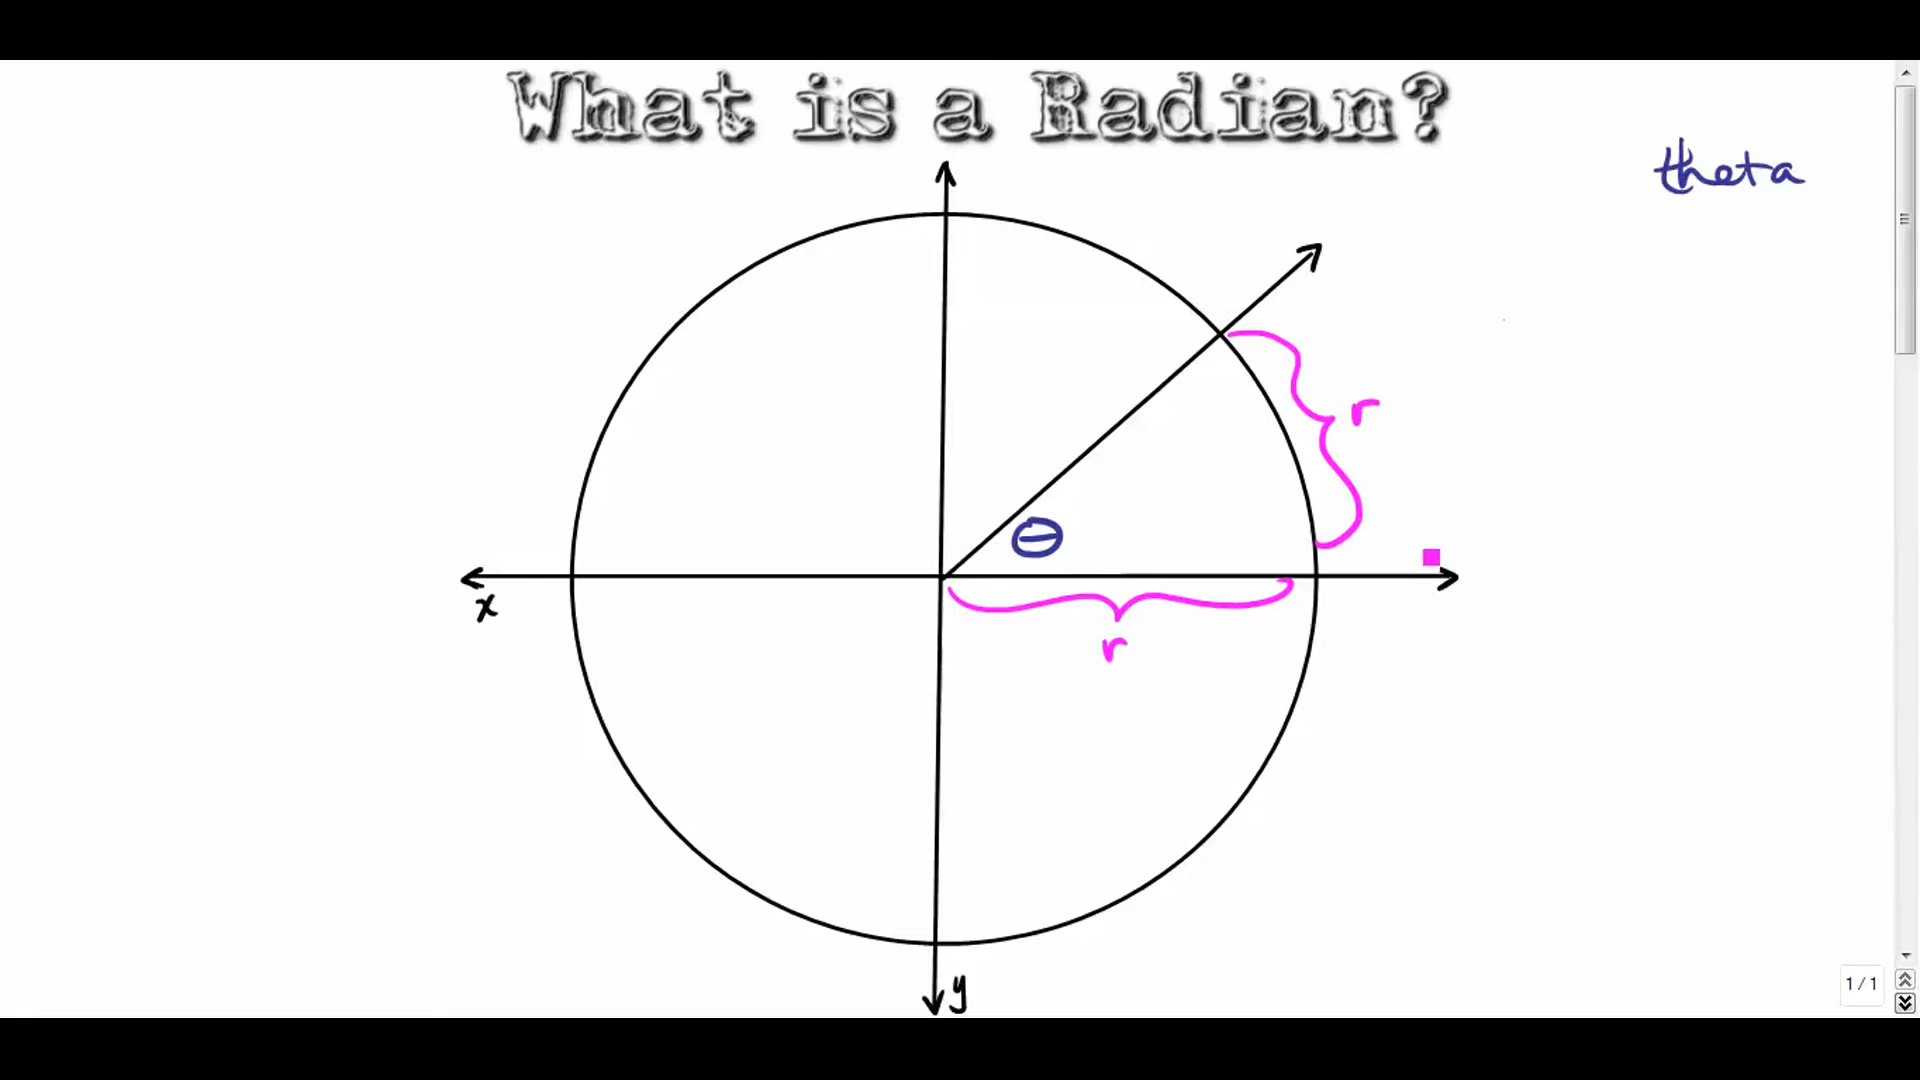 What is a Radian?
theta
r
θ
x
r
y
1 / 1